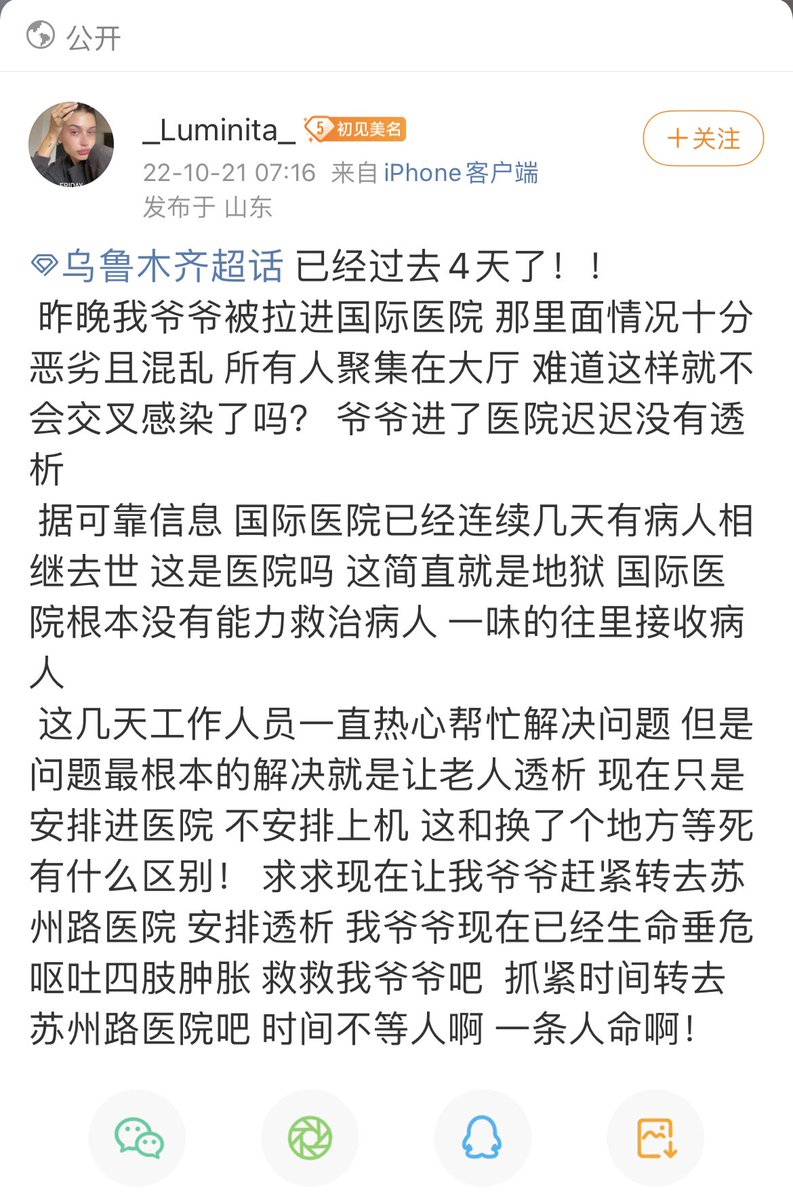 公开
_Luminita_ 5 初见美名
22-10-21 07:16 来自 iPhone客户端
+关注
发布于 山东
乌鲁木齐超话 已经过去4天了！！
昨晚我爷爷被拉进国际医院 那里面情况十分
恶劣且混乱 所有人聚集在大厅 难道这样就不
会交叉感染了吗？ 爷爷进了医院迟迟没有透
析
据可靠信息 国际医院已经连续几天有病人相
继去世 这是医院吗 这简直就是地狱 国际医
院根本没有能力救治病人 一味的往里接收病
人
这几天工作人员一直热心帮忙解决问题 但是
问题最根本的解决就是让老人透析 现在只是
安排进医院 不安排上机 这和换了个地方等死
有什么区别！ 求求现在让我爷爷赶紧转去苏
州路医院 安排透析 我爷爷现在已经生命垂危
呕吐四肢肿胀 救救我爷爷吧 抓紧时间转去
苏州路医院吧 时间不等人啊 一条人命啊！